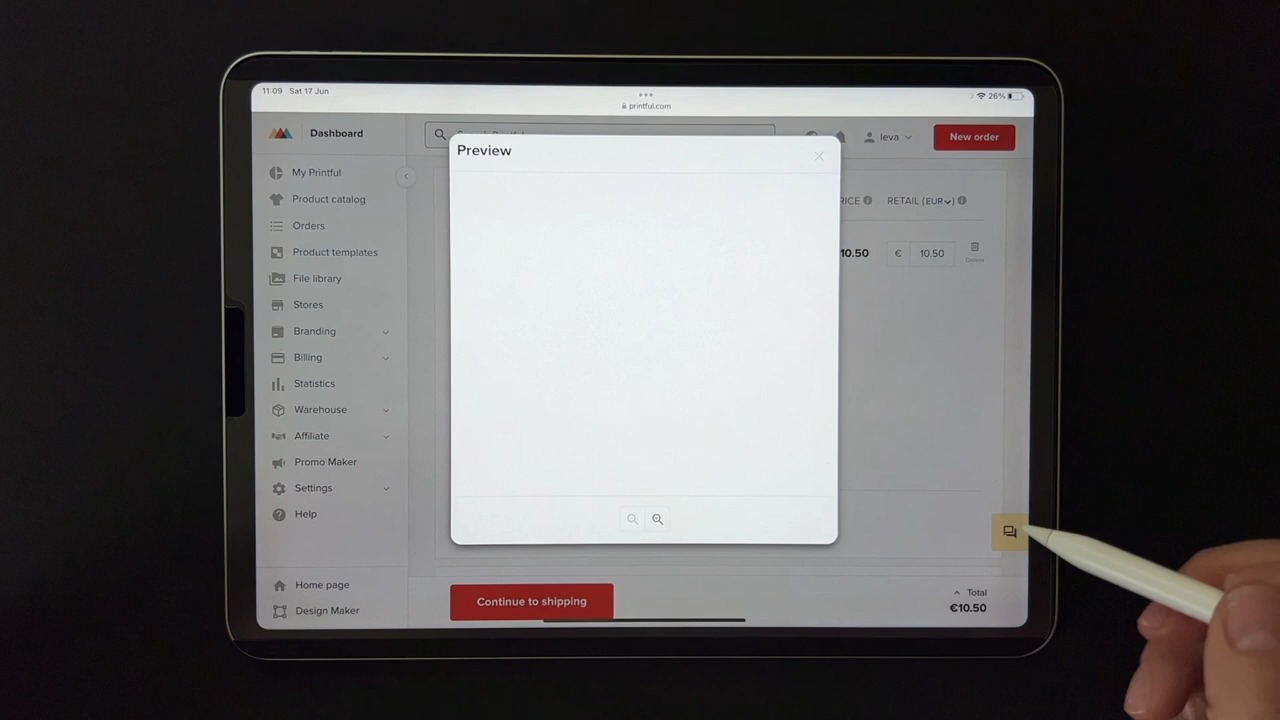 11:09 Sat 17 Jun
26%
printful.com
Dashboard
Ieva
New order
Preview
My Printful
Product catalog
Orders
Product templates
File library
Stores
Branding
Billing
Statistics
Warehouse
Affiliate
Promo Maker
Settings
Help
Home page
Design Maker
RICE RETAIL (EUR)
10.50 € 10.50
Delete
Continue to shipping
Total
€10.50